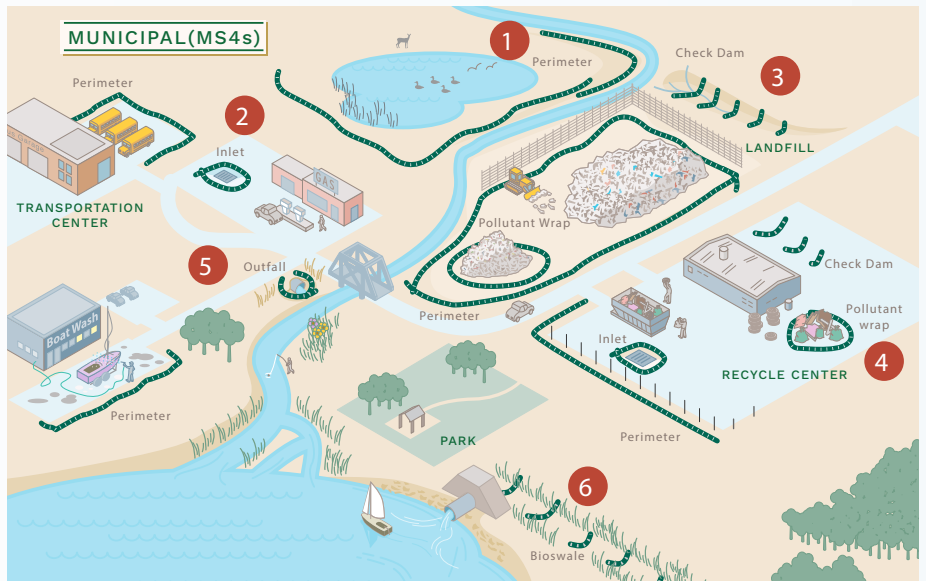 MUNICIPAL(MS4s)
1
Perimeter
Check Dam
3
Perimeter
2
Inlet
LANDFILL
GAS
TRANSPORTATION
CENTER
Pollutant Wrap
5
Outfall
Check Dam
Boat Wash
Perimeter
Inlet
Pollutant
wrap
4
RECYCLE CENTER
Perimeter
PARK
Perimeter
6
Bioswale